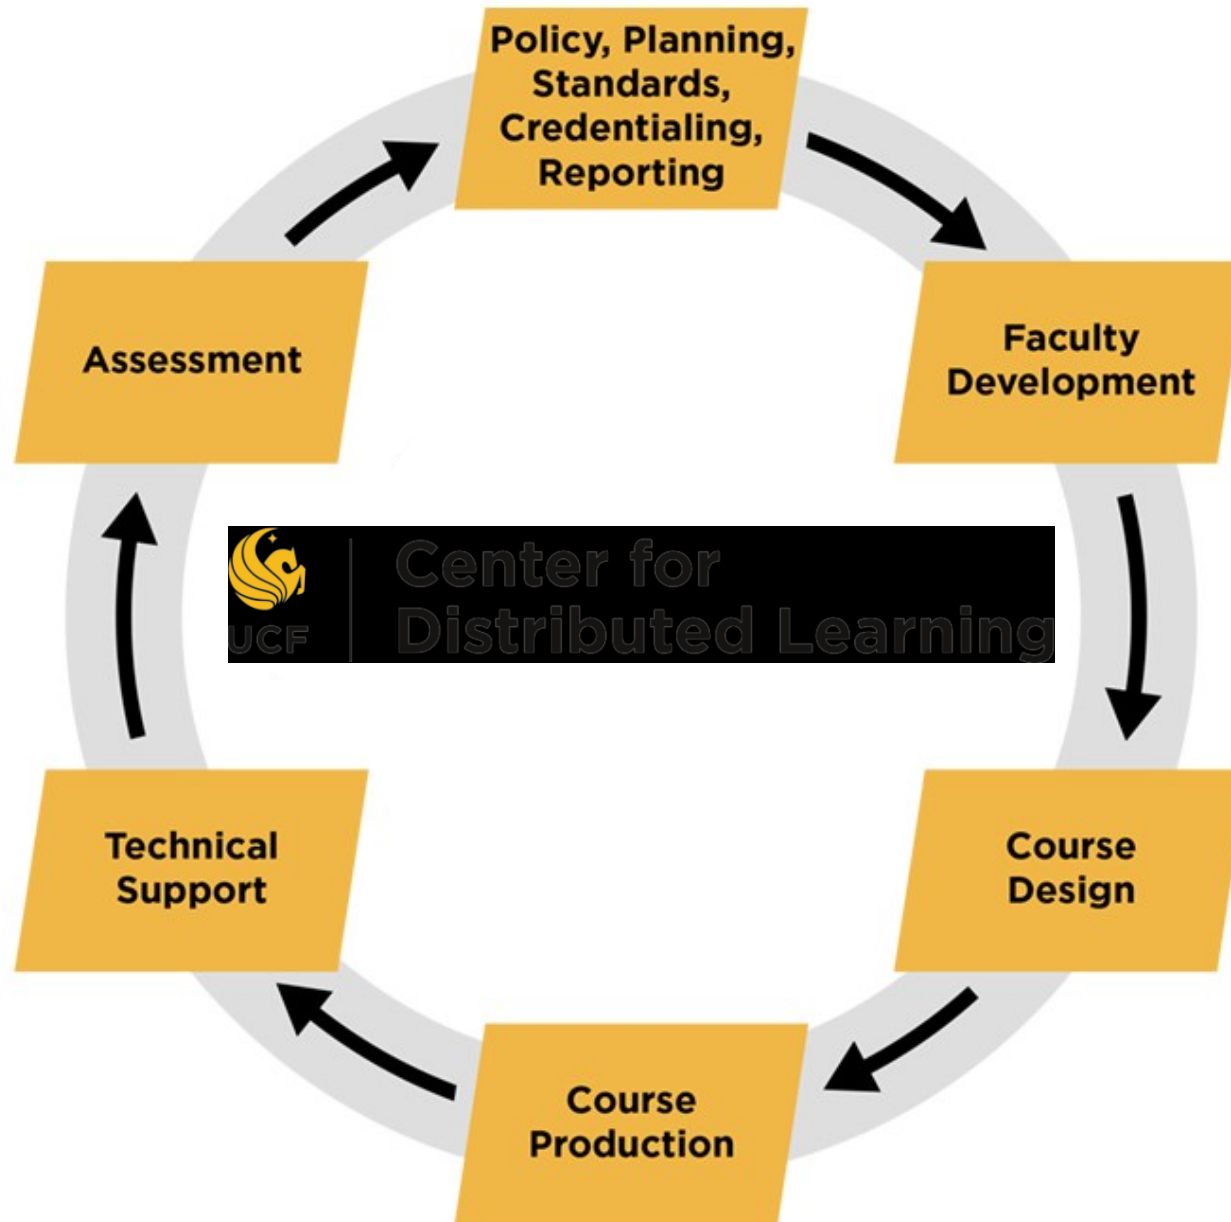 Policy, Planning,
Standards,
Credentialing,
Reporting
Faculty
Development
Course
Design
Course
Production
Technical
Support
Assessment
UCF
Center for
Distributed Learning